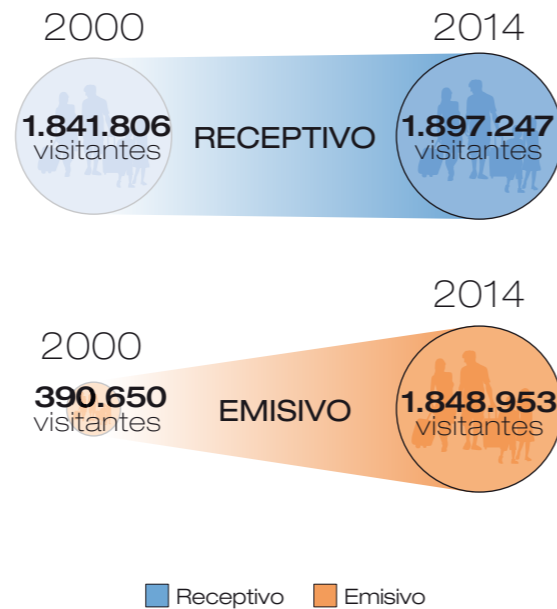 2000
2014
1.841.806
visitantes
RECEPTIVO
1.897.247
visitantes
2014
2000
390.650
visitantes
EMISIVO
1.848.953
visitantes
Receptivo
Emisivo